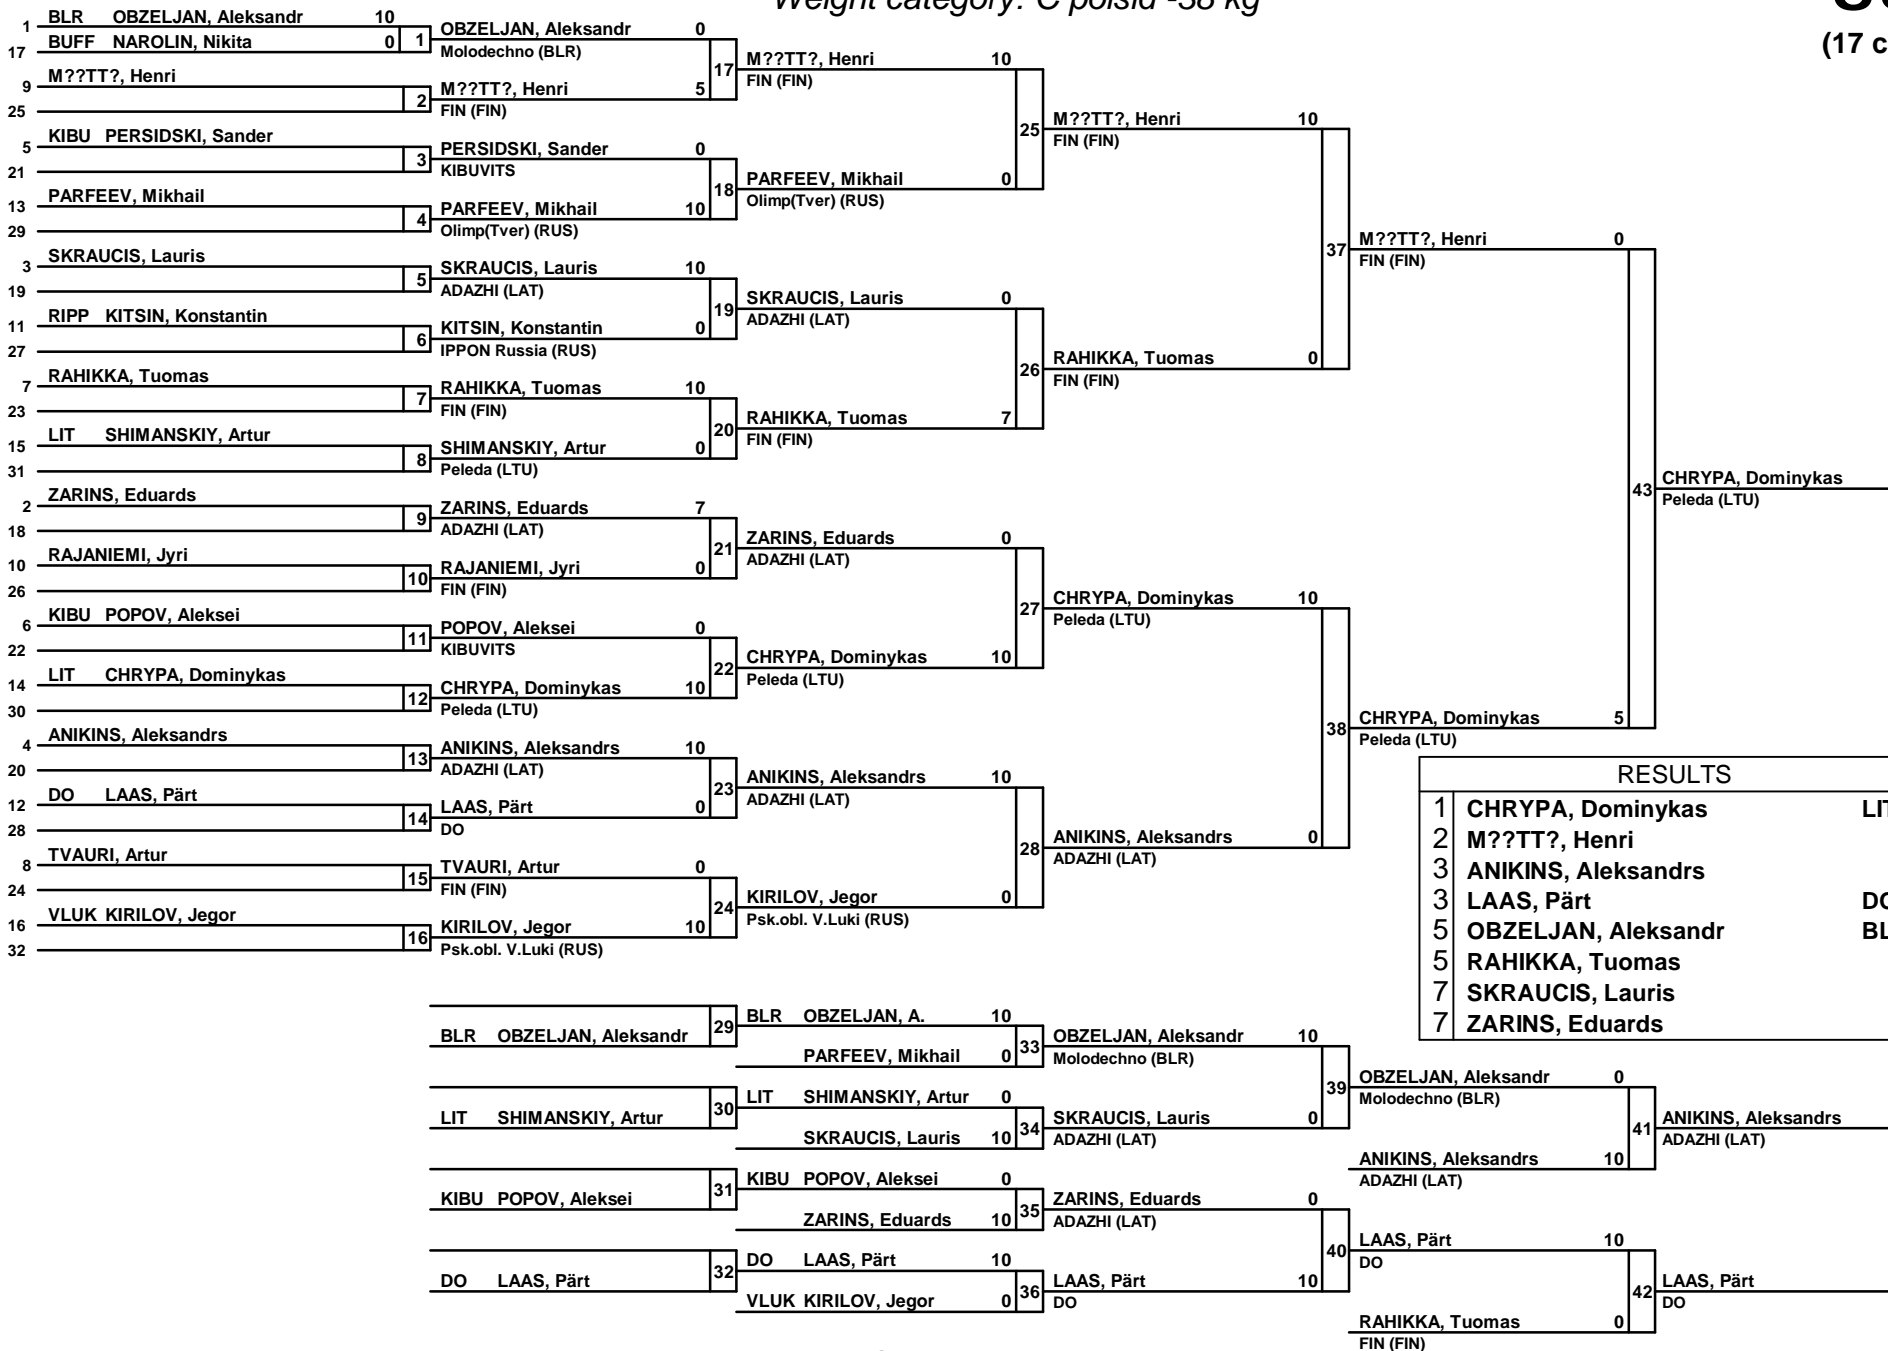 Weight category: C poisid -38 kg
(17 c
1 BLR OBZELJAN, Aleksandr 10
17 BUFF NAROLIN, Nikita 0
1
9 M??TT?, Henri
25
2
5 KIBU PERSIDSKI, Sander
21
3
13 PARFEEV, Mikhail
29
4
3 SKRAUCIS, Lauris
19
5
11 RIPP KITSIN, Konstantin
27
6
7 RAHIKKA, Tuomas
23
7
15 LIT SHIMANSKIY, Artur
31
8
2 ZARINS, Eduards
18
9
10 RAJANIEMI, Jyri
26
10
6 KIBU POPOV, Aleksei
22
11
14 LIT CHRYPA, Dominykas
30
12
4 ANIKINS, Aleksandrs
20
13
12 DO LAAS, Pärt
28
14
8 TVAURI, Artur
24
15
16 VLUK KIRILOV, Jegor
32
16
OBZELJAN, Aleksandr 0
Molodechno (BLR)
17
M??TT?, Henri 5
FIN (FIN)
PERSIDSKI, Sander 0
KIBUVITS
18
PARFEEV, Mikhail 10
Olimp(Tver) (RUS)
SKRAUCIS, Lauris 10
ADAZHI (LAT)
19
KITSIN, Konstantin 0
IPPON Russia (RUS)
RAHIKKA, Tuomas 10
FIN (FIN)
20
SHIMANSKIY, Artur 0
Peleda (LTU)
ZARINS, Eduards 7
ADAZHI (LAT)
21
RAJANIEMI, Jyri 0
FIN (FIN)
POPOV, Aleksei 0
KIBUVITS
22
CHRYPA, Dominykas 10
Peleda (LTU)
ANIKINS, Aleksandrs 10
ADAZHI (LAT)
23
LAAS, Pärt 0
DO
TVAURI, Artur 0
FIN (FIN)
24
KIRILOV, Jegor 10
Psk.obl. V.Luki (RUS)
M??TT?, Henri 10
FIN (FIN)
25
PARFEEV, Mikhail 0
Olimp(Tver) (RUS)
SKRAUCIS, Lauris 0
ADAZHI (LAT)
26
RAHIKKA, Tuomas 7
FIN (FIN)
ZARINS, Eduards 0
ADAZHI (LAT)
27
CHRYPA, Dominykas 10
Peleda (LTU)
ANIKINS, Aleksandrs 10
ADAZHI (LAT)
28
KIRILOV, Jegor 0
Psk.obl. V.Luki (RUS)
M??TT?, Henri 10
FIN (FIN)
37
RAHIKKA, Tuomas 0
FIN (FIN)
CHRYPA, Dominykas 10
Peleda (LTU)
38
ANIKINS, Aleksandrs 0
ADAZHI (LAT)
M??TT?, Henri 0
FIN (FIN)
43
CHRYPA, Dominykas 5
Peleda (LTU)
CHRYPA, Dominykas
Peleda (LTU)
RESULTS
1 CHRYPA, Dominykas LIT
2 M??TT?, Henri
3 ANIKINS, Aleksandrs
3 LAAS, Pärt DO
5 OBZELJAN, Aleksandr BL
5 RAHIKKA, Tuomas
7 SKRAUCIS, Lauris
7 ZARINS, Eduards
BLR OBZELJAN, Aleksandr
29
LIT SHIMANSKIY, Artur
30
KIBU POPOV, Aleksei
31
DO LAAS, Pärt
32
BLR OBZELJAN, A. 10
PARFEEV, Mikhail 0
33
LIT SHIMANSKIY, Artur 0
SKRAUCIS, Lauris 10
34
KIBU POPOV, Aleksei 0
ZARINS, Eduards 10
35
DO LAAS, Pärt 10
VLUK KIRILOV, Jegor 0
36
OBZELJAN, Aleksandr 10
Molodechno (BLR)
39
SKRAUCIS, Lauris 0
ADAZHI (LAT)
ZARINS, Eduards 0
ADAZHI (LAT)
40
LAAS, Pärt 10
DO
OBZELJAN, Aleksandr 0
Molodechno (BLR)
41
ANIKINS, Aleksandrs 10
ADAZHI (LAT)
LAAS, Pärt 10
DO
42
RAHIKKA, Tuomas 0
FIN (FIN)
ANIKINS, Aleksandrs
ADAZHI (LAT)
LAAS, Pärt
DO